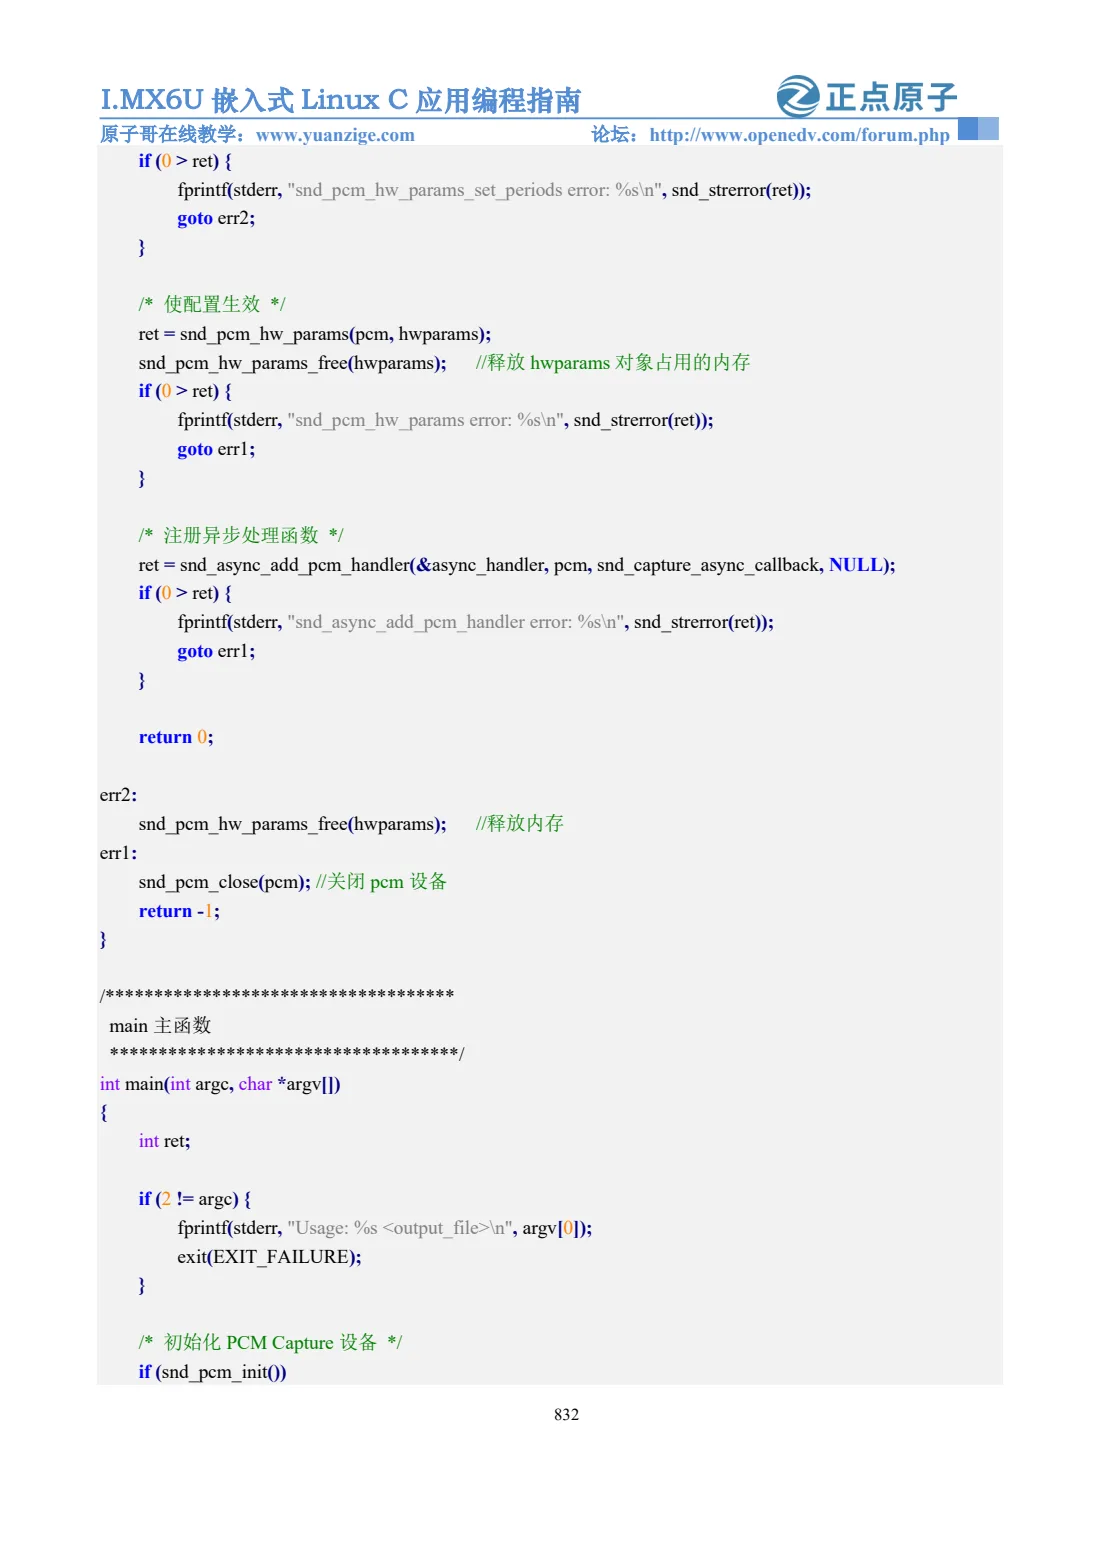 I.MX6U 嵌入式 Linux C 应用编程指南
正点原子
原子哥在线教学：www.yuanzige.com 论坛：http://www.openedv.com/forum.php
if (0 > ret) {
fprintf(stderr, "snd_pcm_hw_params_set_periods error: %s\n", snd_strerror(ret));
goto err2;
}
/* 使配置生效 */
ret = snd_pcm_hw_params(pcm, hwparams);
snd_pcm_hw_params_free(hwparams); //释放 hwparams 对象占用的内存
if (0 > ret) {
fprintf(stderr, "snd_pcm_hw_params error: %s\n", snd_strerror(ret));
goto err1;
}
/* 注册异步处理函数 */
ret = snd_async_add_pcm_handler(&async_handler, pcm, snd_capture_async_callback, NULL);
if (0 > ret) {
fprintf(stderr, "snd_async_add_pcm_handler error: %s\n", snd_strerror(ret));
goto err1;
}
return 0;
err2:
snd_pcm_hw_params_free(hwparams); //释放内存
err1:
snd_pcm_close(pcm); //关闭 pcm 设备
return -1;
}
/************************************
main 主函数
************************************/
int main(int argc, char *argv[])
{
int ret;
if (2 != argc) {
fprintf(stderr, "Usage: %s <output_file>\n", argv[0]);
exit(EXIT_FAILURE);
}
/* 初始化 PCM Capture 设备 */
if (snd_pcm_init())
832